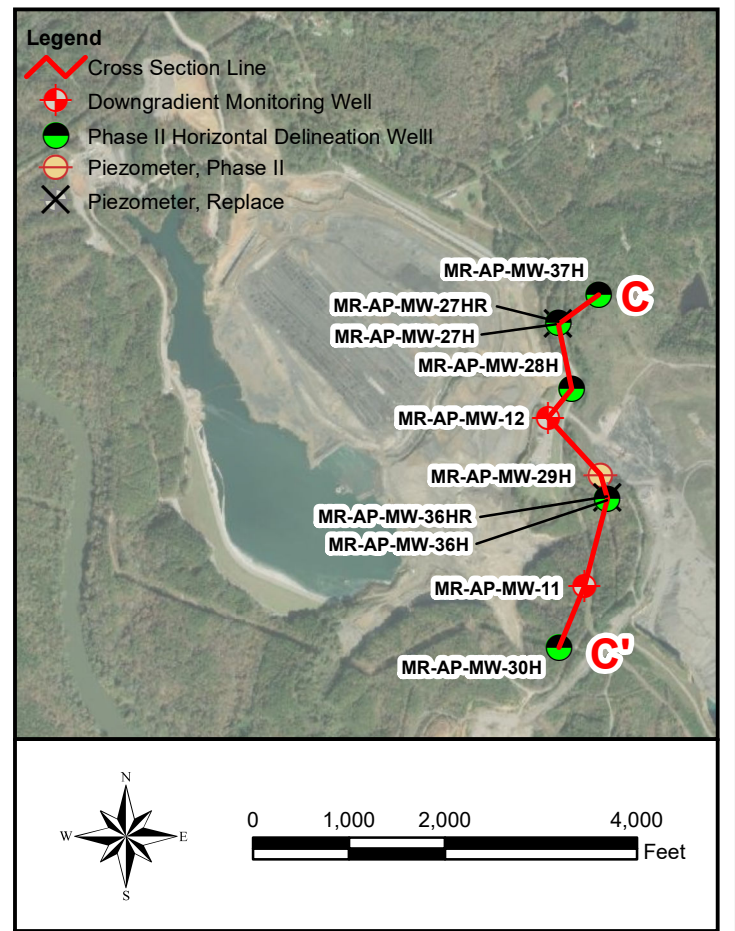 Legend
Cross Section Line
Downgradient Monitoring Well
Phase II Horizontal Delineation Welll
Piezometer, Phase II
Piezometer, Replace
MR-AP-MW-37H
C
MR-AP-MW-27HR
MR-AP-MW-27H
MR-AP-MW-28H
MR-AP-MW-12
MR-AP-MW-29H
MR-AP-MW-36HR
MR-AP-MW-36H
MR-AP-MW-11
C'
MR-AP-MW-30H
N
W E
S
0 1,000 2,000 4,000
Feet